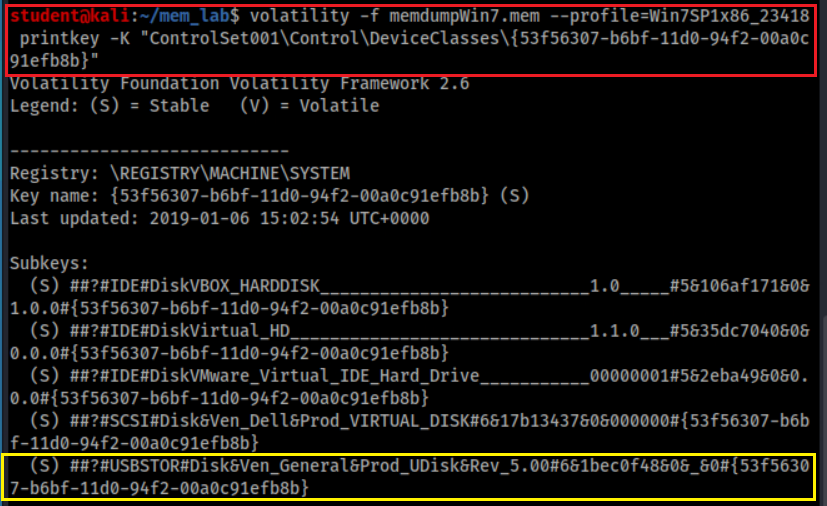 student@kali:~/mem_lab$ volatility -f memdumpWin7.mem --profile=Win7SP1x86_23418
printkey -K "ControlSet001\Control\DeviceClasses\{53f56307-b6bf-11d0-94f2-00a0c
91efb8b}"
Volatility Foundation Volatility Framework 2.6
Legend: (S) = Stable   (V) = Volatile
----------------------------
Registry: \REGISTRY\MACHINE\SYSTEM
Key name: {53f56307-b6bf-11d0-94f2-00a0c91efb8b} (S)
Last updated: 2019-01-06 15:02:54 UTC+0000
Subkeys:
  (S) ##?#IDE#DiskVBOX_HARDDISK___________________________1.0_____#5&106af171&0&
1.0.0#{53f56307-b6bf-11d0-94f2-00a0c91efb8b}
  (S) ##?#IDE#DiskVirtual_HD______________________________1.1.0___#5&35dc7040&0&
0.0.0#{53f56307-b6bf-11d0-94f2-00a0c91efb8b}
  (S) ##?#IDE#DiskVMware_Virtual_IDE_Hard_Drive___________00000001#5&2eba49&0&0.
0.0#{53f56307-b6bf-11d0-94f2-00a0c91efb8b}
  (S) ##?#SCSI#Disk&Ven_Dell&Prod_VIRTUAL_DISK#6&17b13437&0&000000#{53f56307-b6b
f-11d0-94f2-00a0c91efb8b}
  (S) ##?#USBSTOR#Disk&Ven_General&Prod_UDisk&Rev_5.00#6&1bec0f48&0&_&0#{53f5630
7-b6bf-11d0-94f2-00a0c91efb8b}